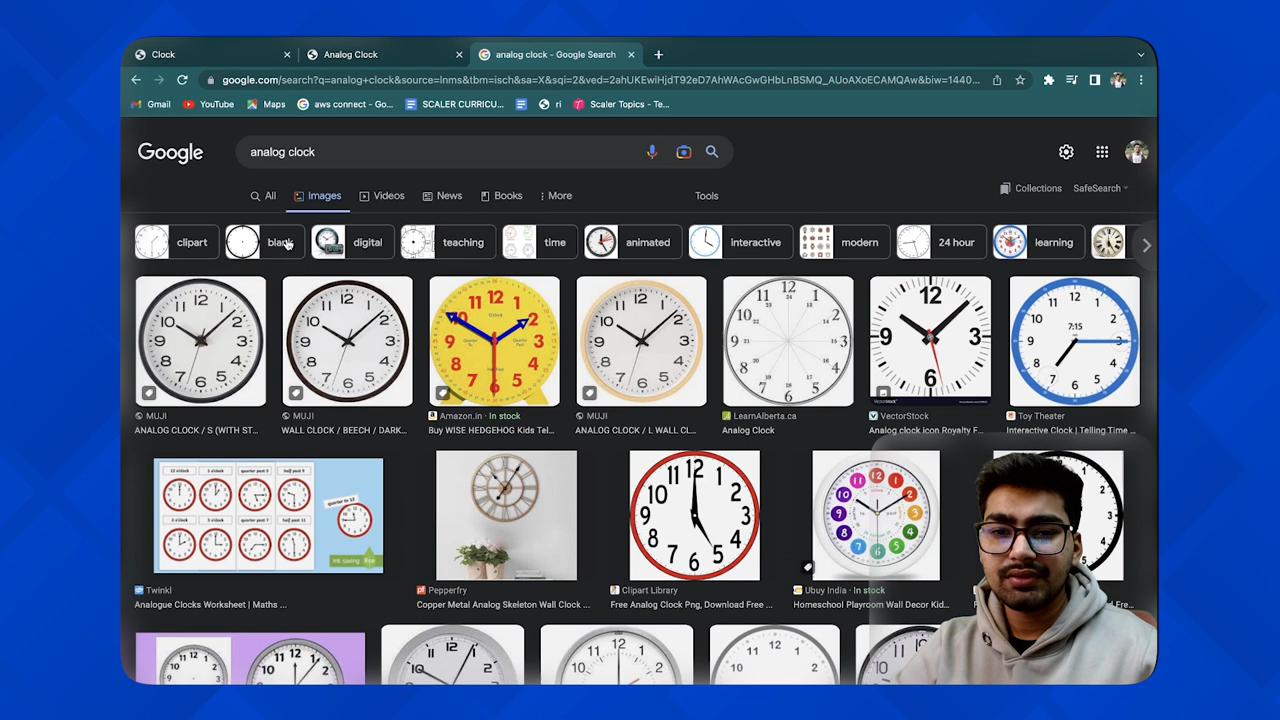 Clock
Analog Clock
analog clock - Google Search
google.com/search?q=analog+clock&source=lnms&tbm=isch&sa=X&sqi=2&ved=2ahUKEwiHjdT92eD7AhWAcGwGHbLnBSMQ_AUoAXoECAMQAw&biw=1440...
Gmail
YouTube
Maps
aws connect - Go...
SCALER CURRICU...
ri
Scaler Topics - Te...
Google
analog clock
All
Images
Videos
News
Books
More
Tools
Collections
SafeSearch
clipart
digital
teaching
time
animated
interactive
modern
24 hour
learning
7:15
MUJI
MUJI
Amazon.in · In stock
MUJI
LearnAlberta.ca
VectorStock
Toy Theater
ANALOG CLOCK / S (WITH ST...
WALL CLOCK / BEECH / DARK...
Buy WISE HEDGEHOG Kids Tel...
ANALOG CLOCK / L WALL CL...
Analog Clock
Analog clock icon Royalty F...
Interactive Clock | Telling Time ...
Twinkl
Pepperfry
Clipart Library
Ubuy India · In stock
Analogue Clocks Worksheet | Maths ...
Copper Metal Analog Skeleton Wall Clock ...
Free Analog Clock Png, Download Free ...
Homeschool Playroom Wall Decor Kid...